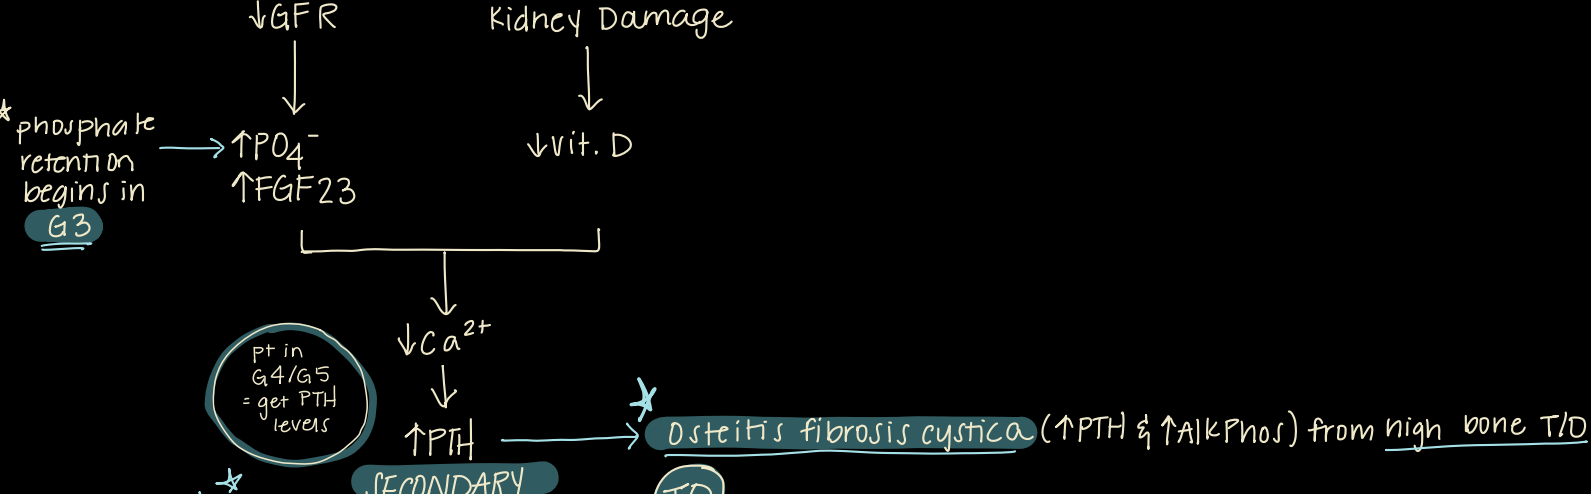 ↓GFR
Kidney Damage
phosphate
retention
begins in
G3
↑PO₄⁻
↑FGF23
↓vit. D
↓Ca²⁺
pt in
G4/G5
= get PTH
levels
↑PTH
Osteitis fibrosis cystica (↑PTH & ↑AlkPhos) from high bone T/O
SECONDARY